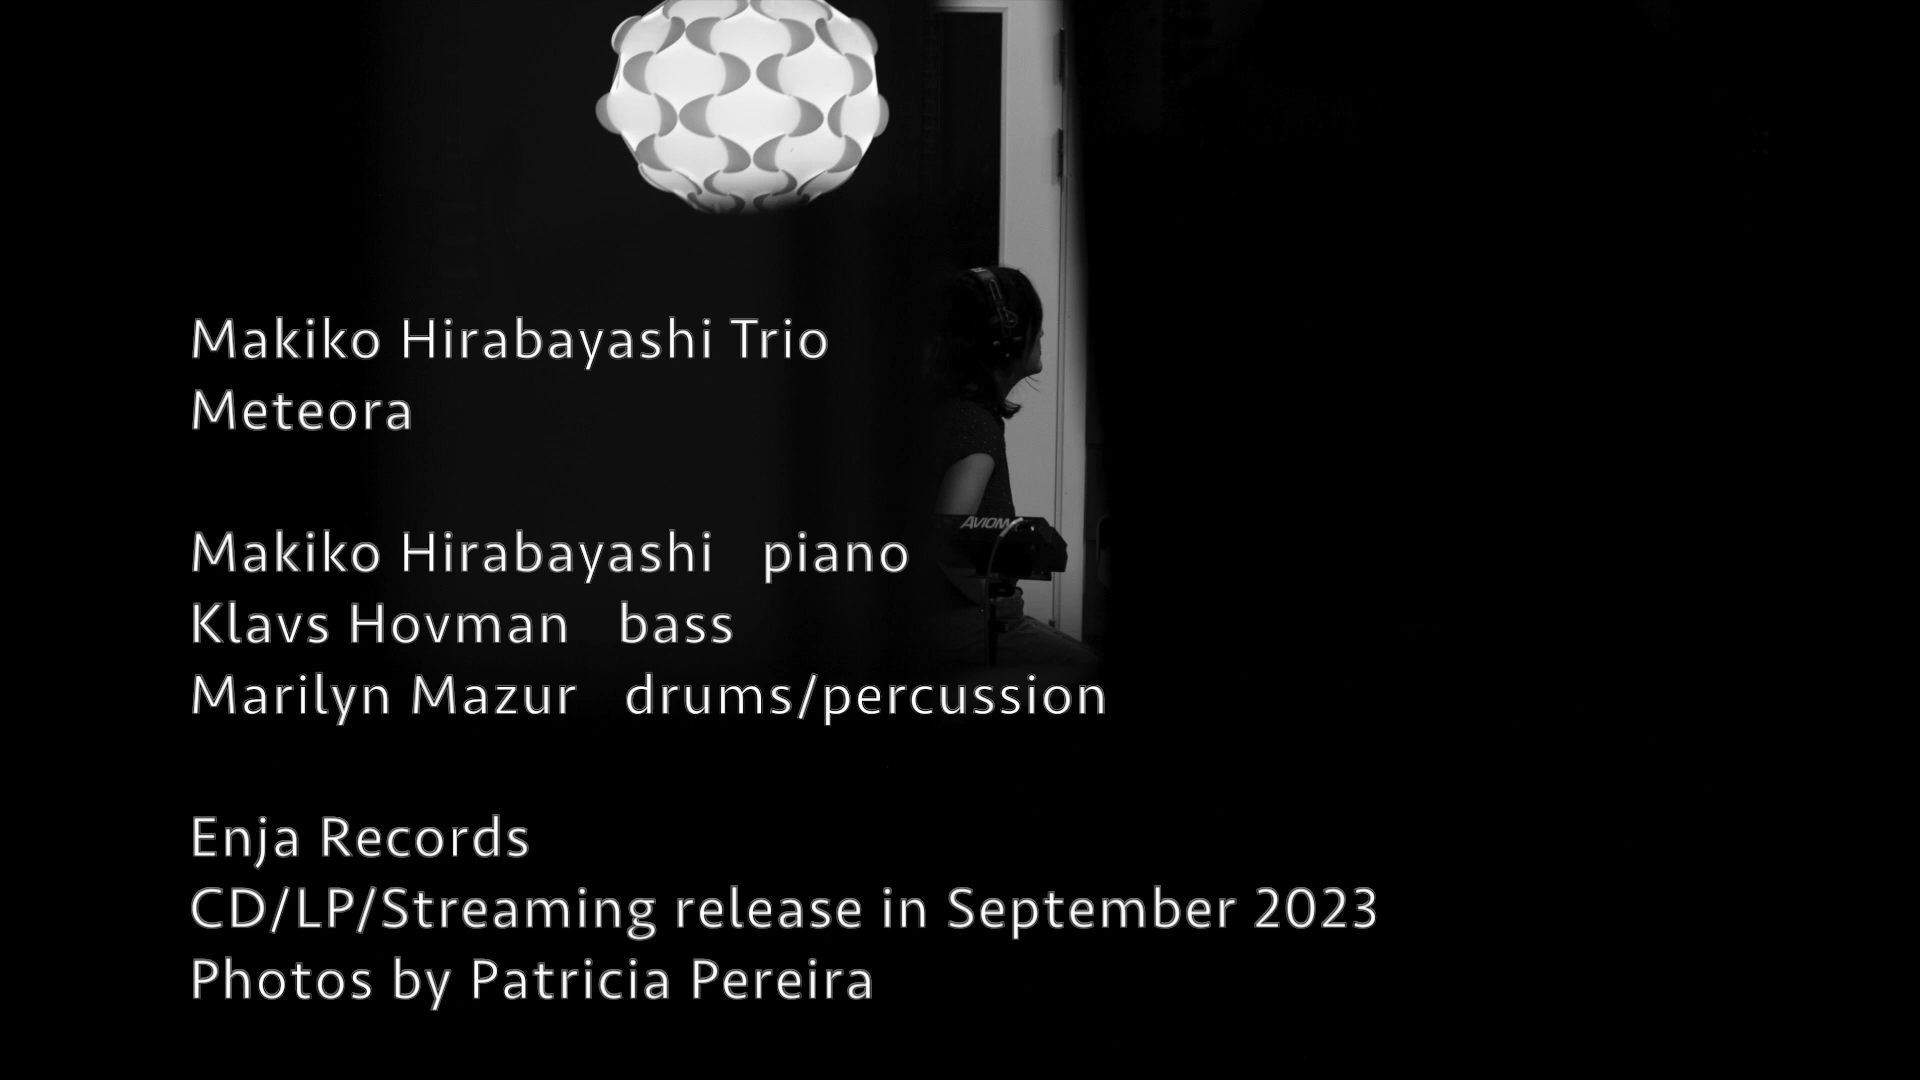 Makiko Hirabayashi Trio
Meteora
AVIOM
Makiko Hirabayashi piano
Klavs Hovman bass
Marilyn Mazur drums/percussion
Enja Records
CD/LP/Streaming release in September 2023
Photos by Patricia Pereira